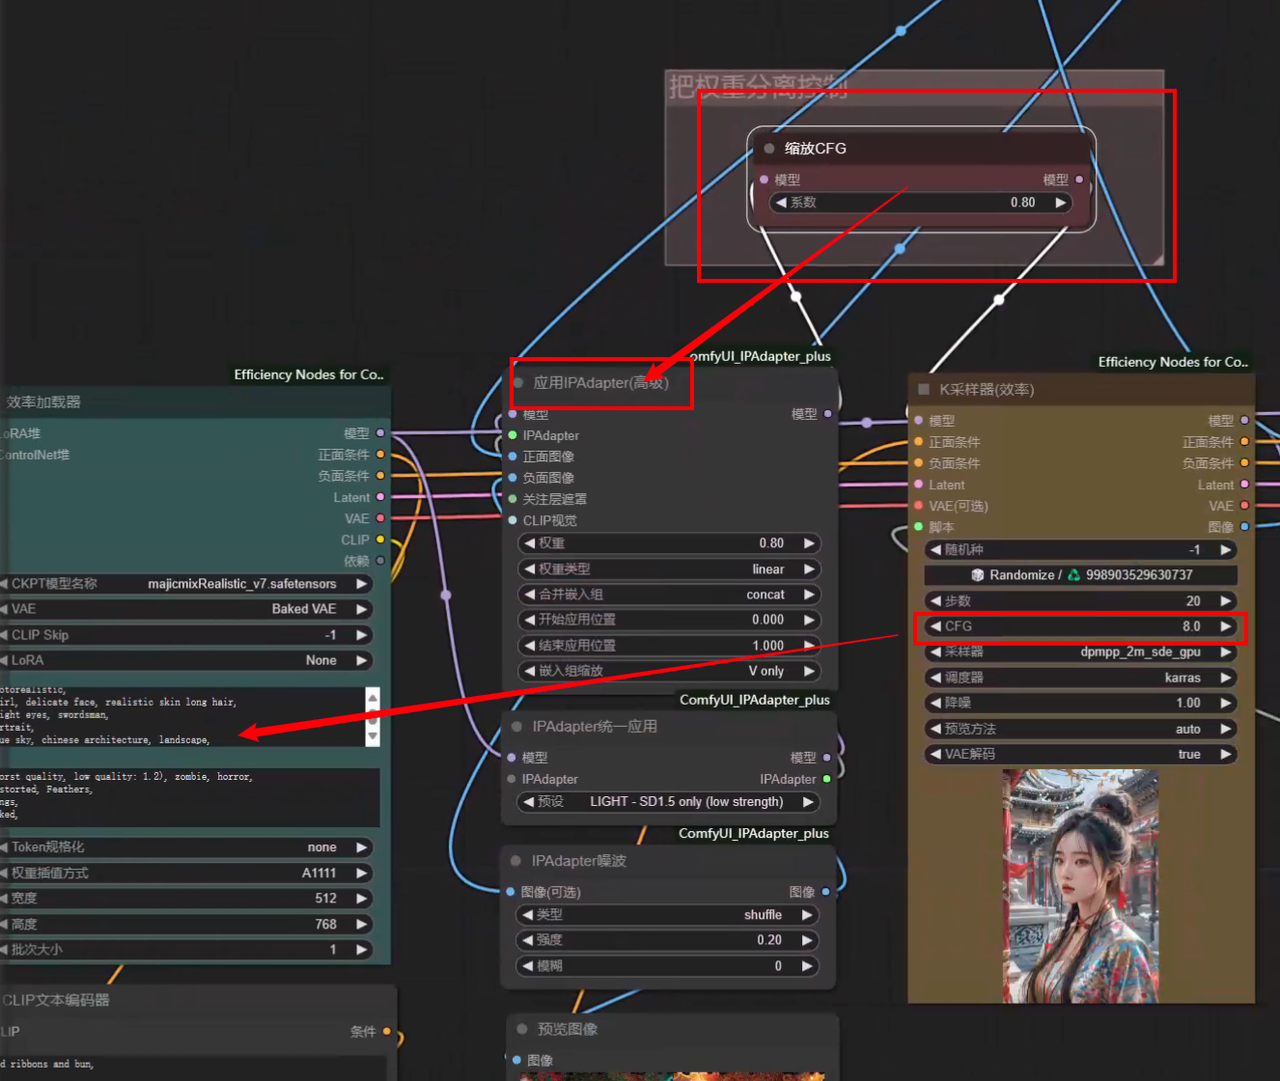 把权重分离控制
缩放CFG
模型
模型
系数 0.80
ComfyUI_IPAdapter_plus
应用IPAdapter(高级)
模型
模型
IPAdapter
正面图像
负面图像
关注层遮罩
CLIP视觉
权重 0.80
权重类型 linear
合并嵌入组 concat
开始应用位置 0.000
结束应用位置 1.000
嵌入组缩放 V only
Efficiency Nodes for Co..
效率加载器
LoRA堆
模型
ControlNet堆
正面条件
负面条件
Latent
VAE
CLIP
依赖
CKPT模型名称 majicmixRealistic_v7.safetensors
VAE Baked VAE
CLIP Skip -1
LoRA None
otorealistic,
irl, delicate face, realistic skin long hair,
ight eyes, swordsman,
rtrait,
ue sky, chinese architecture, landscape,
orst quality, low quality: 1.2), zombie, horror,
storted, Feathers,
ngs,
ked,
Token规格化 none
权重插值方式 A1111
宽度 512
高度 768
批次大小 1
CLIP文本编码器
LIP
条件
d ribbons and bun,
ComfyUI_IPAdapter_plus
IPAdapter统一应用
模型
模型
IPAdapter
IPAdapter
预设 LIGHT - SD1.5 only (low strength)
ComfyUI_IPAdapter_plus
IPAdapter噪波
图像(可选)
图像
类型 shuffle
强度 0.20
模糊 0
预览图像
图像
Efficiency Nodes for Co..
K采样器(效率)
模型
模型
正面条件
正面条件
负面条件
负面条件
Latent
Latent
VAE(可选)
VAE
脚本
图像
随机种 -1
Randomize / 998903529630737
步数 20
CFG 8.0
采样器 dpmpp_2m_sde_gpu
调度器 karras
降噪 1.00
预览方法 auto
VAE解码 true